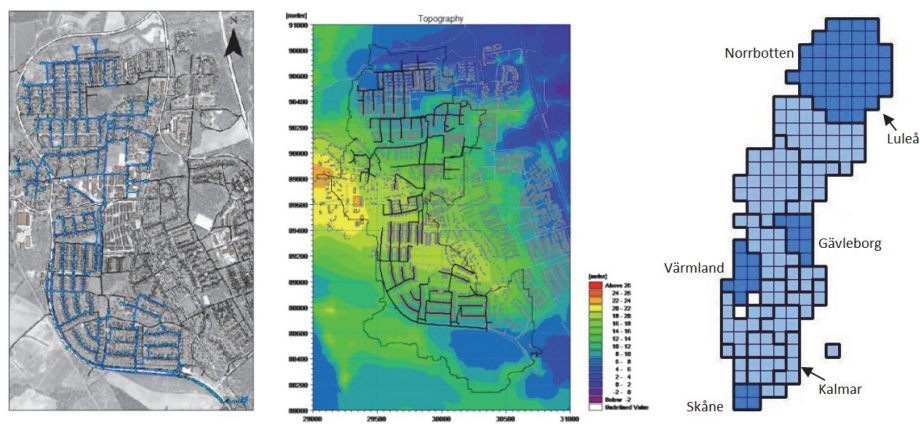 N
[meter]
Topography
91000
90800
90600
90400
90200
90000
89800
89600
89400
89200
89000
88800
88600
88400
88200
88000
29000
29500
30000
30500
31000
[meter]
Above 26
24 - 26
22 - 24
20 - 22
18 - 20
16 - 18
14 - 16
12 - 14
10 - 12
8 - 10
6 - 8
4 - 6
2 - 4
0 - 2
-2 - 0
Below -2
Undefined Value
Norrbotten
Luleå
Gävleborg
Värmland
Kalmar
Skåne